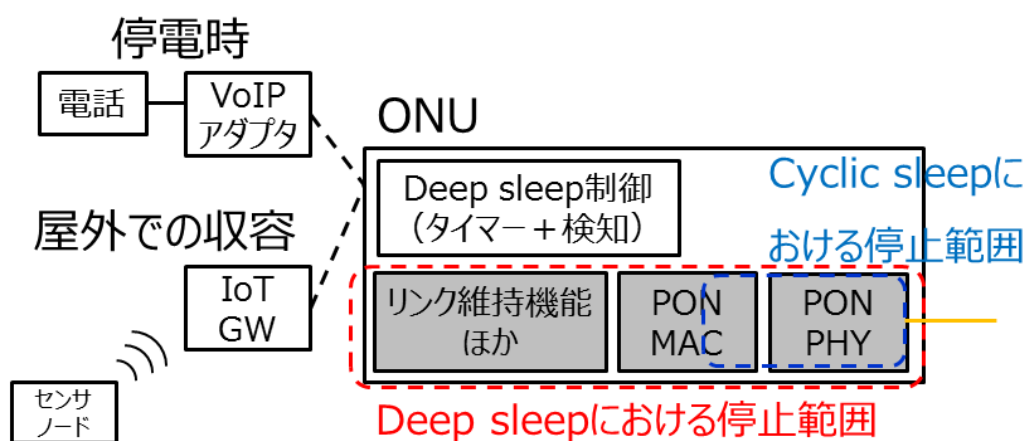 停電時
電話
VoIP
アダプタ
ONU
Deep sleep制御
（タイマー＋検知）
Cyclic sleepに
おける停止範囲
屋外での収容
IoT
GW
リンク維持機能
ほか
PON
MAC
PON
PHY
センサ
ノード
Deep sleepにおける停止範囲